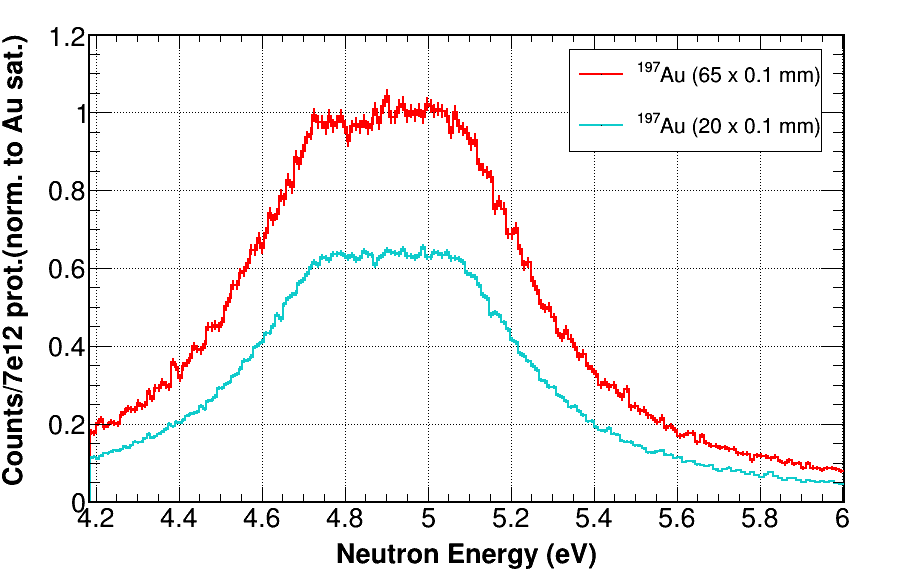 Counts/7e12 prot.(norm. to Au sat.)
1.2
1
0.8
0.6
0.4
0.2
0
¹⁹⁷Au (65 x 0.1 mm)
¹⁹⁷Au (20 x 0.1 mm)
4.2 4.4 4.6 4.8 5 5.2 5.4 5.6 5.8 6
Neutron Energy (eV)